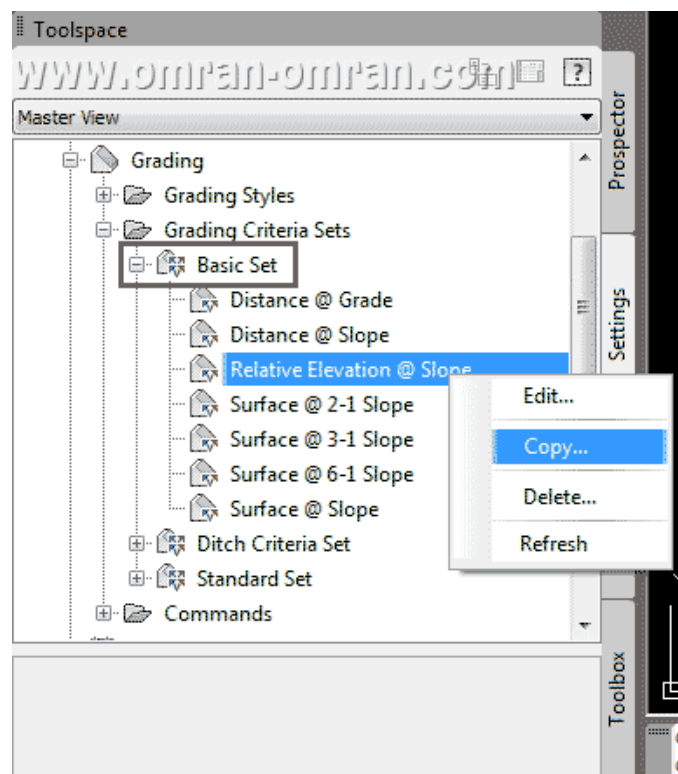 Toolspace
www.omran-omran.com
?
Master View
Grading
Grading Styles
Grading Criteria Sets
Basic Set
Distance @ Grade
Distance @ Slope
Relative Elevation @ Slope
Surface @ 2-1 Slope
Surface @ 3-1 Slope
Surface @ 6-1 Slope
Surface @ Slope
Ditch Criteria Set
Standard Set
Commands
Edit...
Copy...
Delete...
Refresh
Prospector
Settings
Toolbox